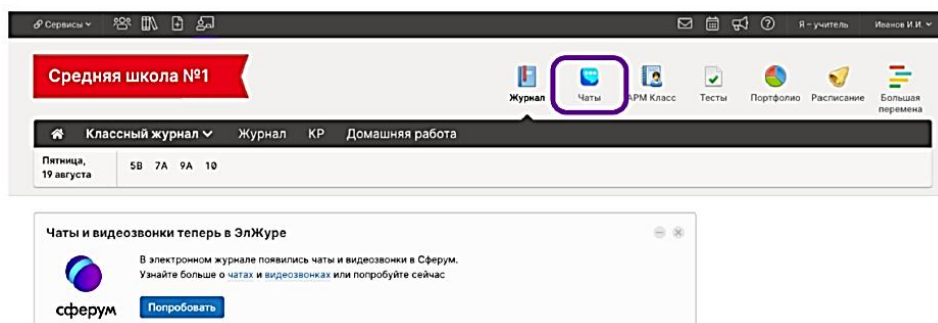 Сервисы
Я – учитель
Иванов И.И.
Средняя школа №1
Журнал
Чаты
АРМ Класс
Тесты
Портфолио
Расписание
Большая
перемена
Классный журнал
Журнал
КР
Домашняя работа
Пятница,
19 августа
5В 7А 9А 10
Чаты и видеозвонки теперь в ЭлЖуре
В электронном журнале появились чаты и видеозвонки в Сферум.
Узнайте больше о чатах и видеозвонках или попробуйте сейчас
сферум
Попробовать